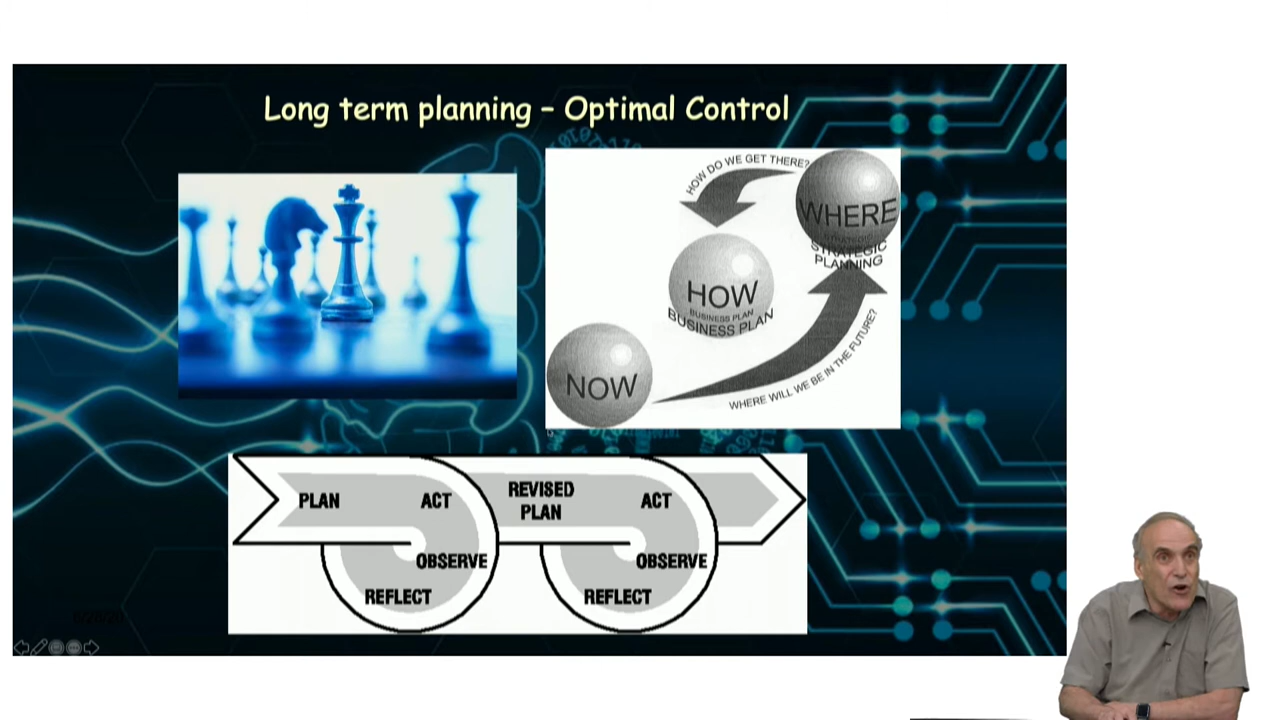 Long term planning – Optimal Control
HOW DO WE GET THERE?
WHERE
STRATEGIC
STRATEGIC
PLANNING
HOW
BUSINESS PLAN
BUSINESS PLAN
NOW
WHERE WILL WE BE IN THE FUTURE?
PLAN
ACT
REVISED
PLAN
ACT
OBSERVE
OBSERVE
REFLECT
REFLECT